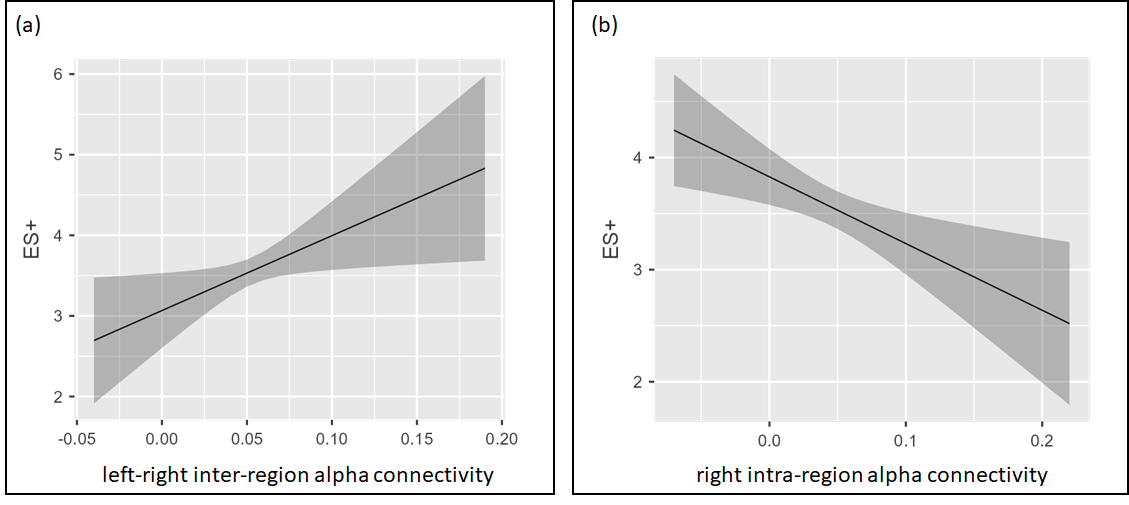 (a)
ES+
6
5
4
3
2
-0.05 0.00 0.05 0.10 0.15 0.20
left-right inter-region alpha connectivity
(b)
ES+
4
3
2
0.0 0.1 0.2
right intra-region alpha connectivity